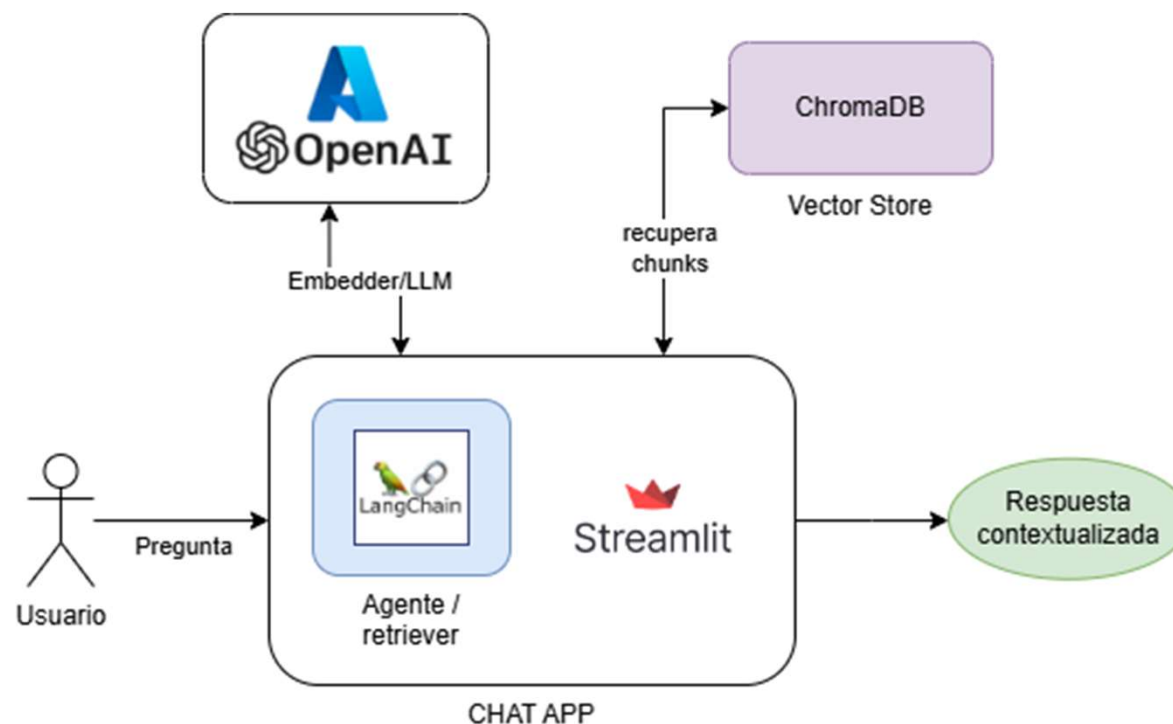 OpenAI
ChromaDB
Vector Store
recupera
chunks
Embedder/LLM
LangChain
Streamlit
Pregunta
Usuario
Agente /
retriever
Respuesta
contextualizada
CHAT APP